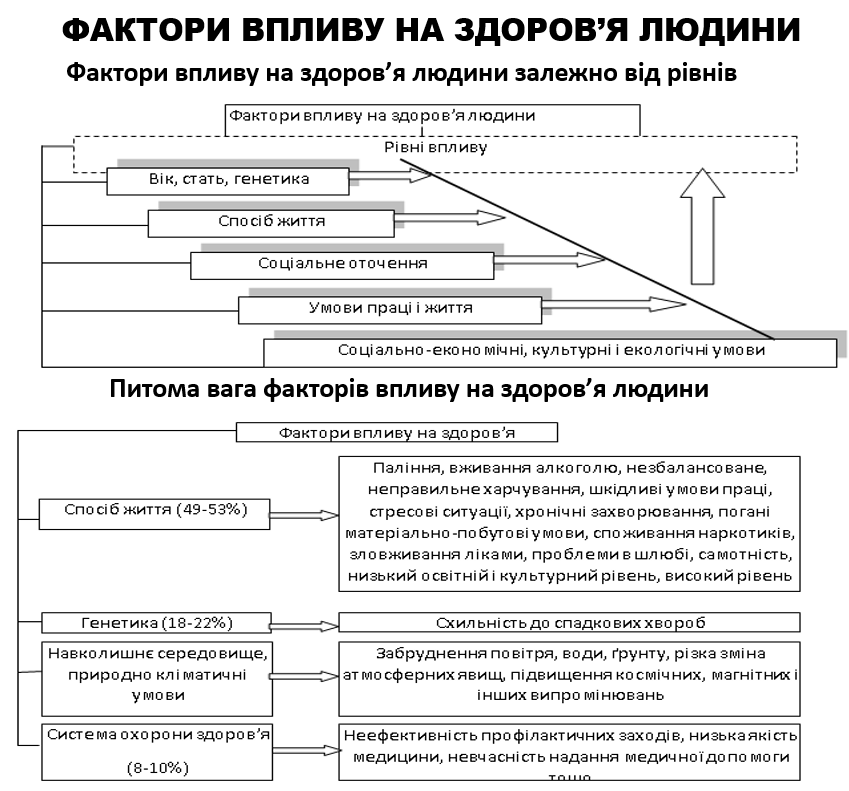 ФАКТОРИ ВПЛИВУ НА ЗДОРОВ’Я ЛЮДИНИ
Фактори впливу на здоров’я людини залежно від рівнів
Фактори впливу на здоров’я людини
Рівні впливу
Вік, стать, генетика
Спосіб життя
Соціальне оточення
Умови праці і життя
Соціально-економічні, культурні і екологічні умови
Питома вага факторів впливу на здоров’я людини
Фактори впливу на здоров’я
Спосіб життя (49-53%)
Паління, вживання алкоголю, незбалансоване,
неправильне харчування, шкідливі умови праці,
стресові ситуації, хронічні захворювання, погані
матеріально-побутові умови, споживання наркотиків,
зловживання ліками, проблеми в шлюбі, самотність,
низький освітній і культурний рівень, високий рівень
Генетика (18-22%)
Схильність до спадкових хвороб
Навколишнє середовище,
природно кліматичні
умови
Забруднення повітря, води, ґрунту, різка зміна
атмосферних явищ, підвищення космічних, магнітних і
інших випромінювань
Система охорони здоров’я
(8-10%)
Неефективність профілактичних заходів, низька якість
медицини, невчасність надання медичної допомоги
тощо